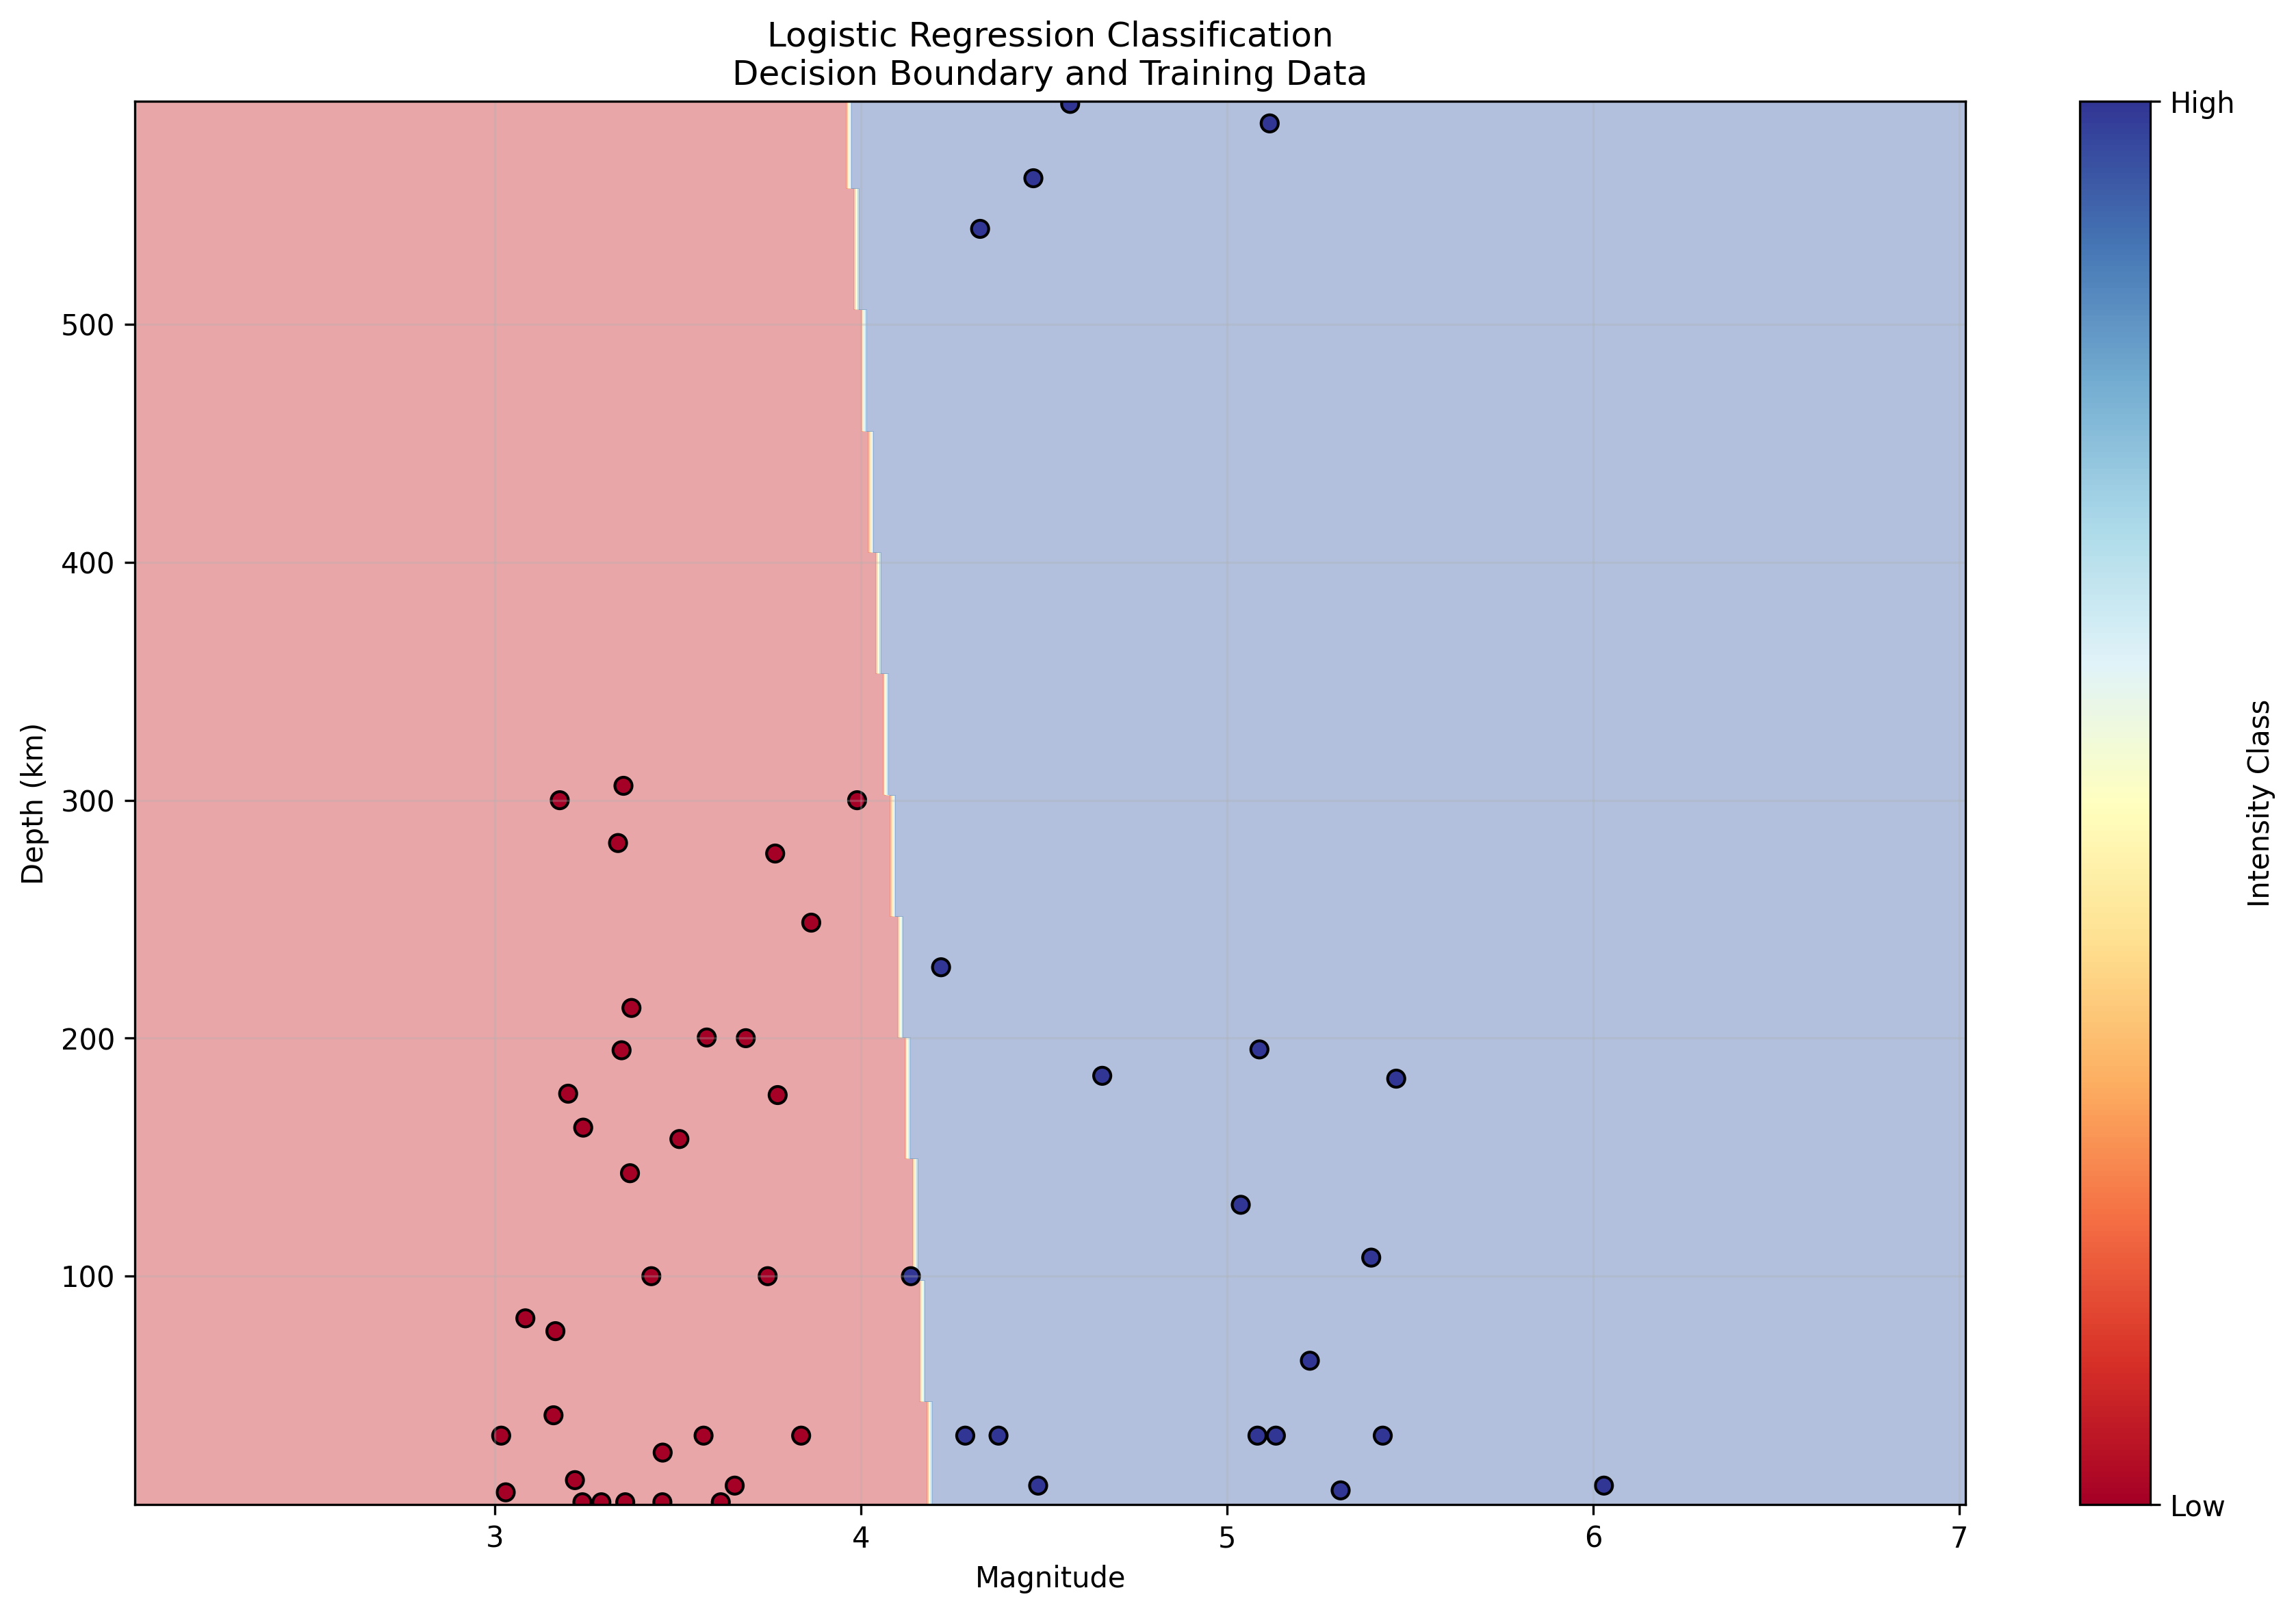 Logistic Regression Classification
Decision Boundary and Training Data
High
500
400
300
200
100
Depth (km)
Intensity Class
Low
3
4
5
6
7
Magnitude